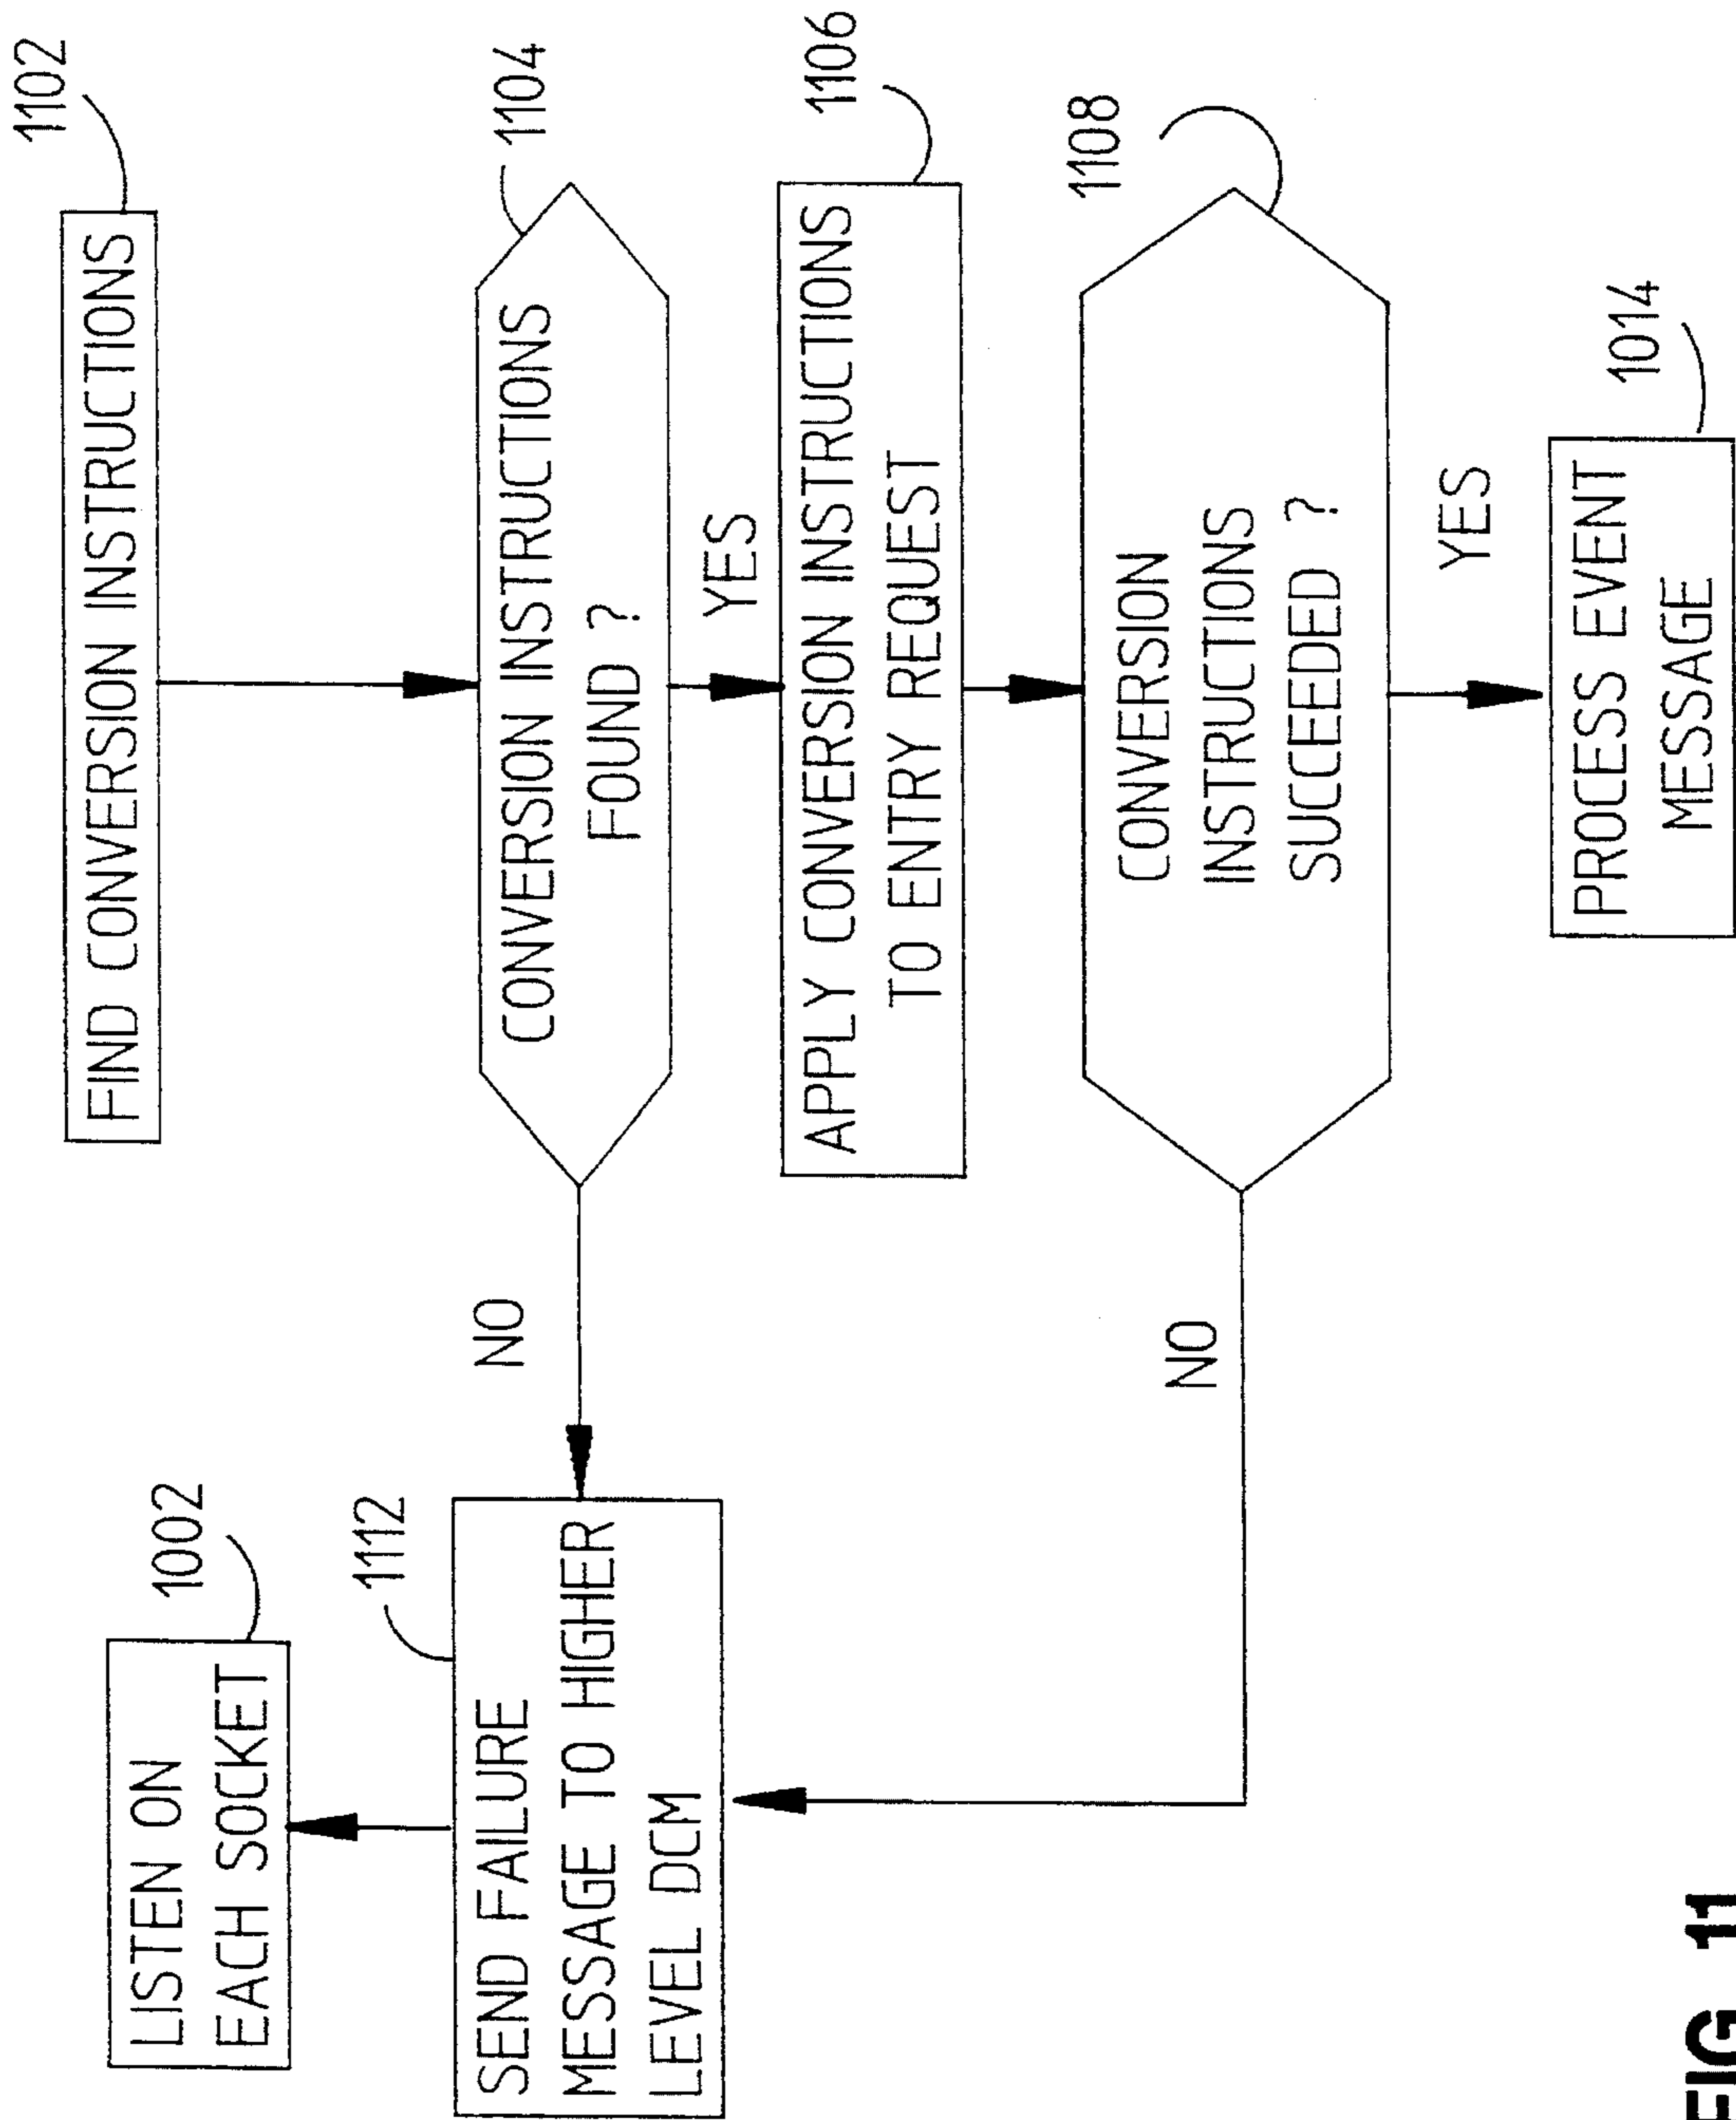 1102
FIND CONVERSION INSTRUCTIONS
1104
CONVERSION INSTRUCTIONS
FOUND ?
YES
NO
1106
APPLY CONVERSION INSTRUCTIONS
TO ENTRY REQUEST
1108
CONVERSION
INSTRUCTIONS
SUCCEEDED ?
YES
NO
1014
PROCESS EVENT
MESSAGE
1002
LISTEN ON
EACH SOCKET
1112
SEND FAILURE
MESSAGE TO HIGHER
LEVEL DCM
FIG 11